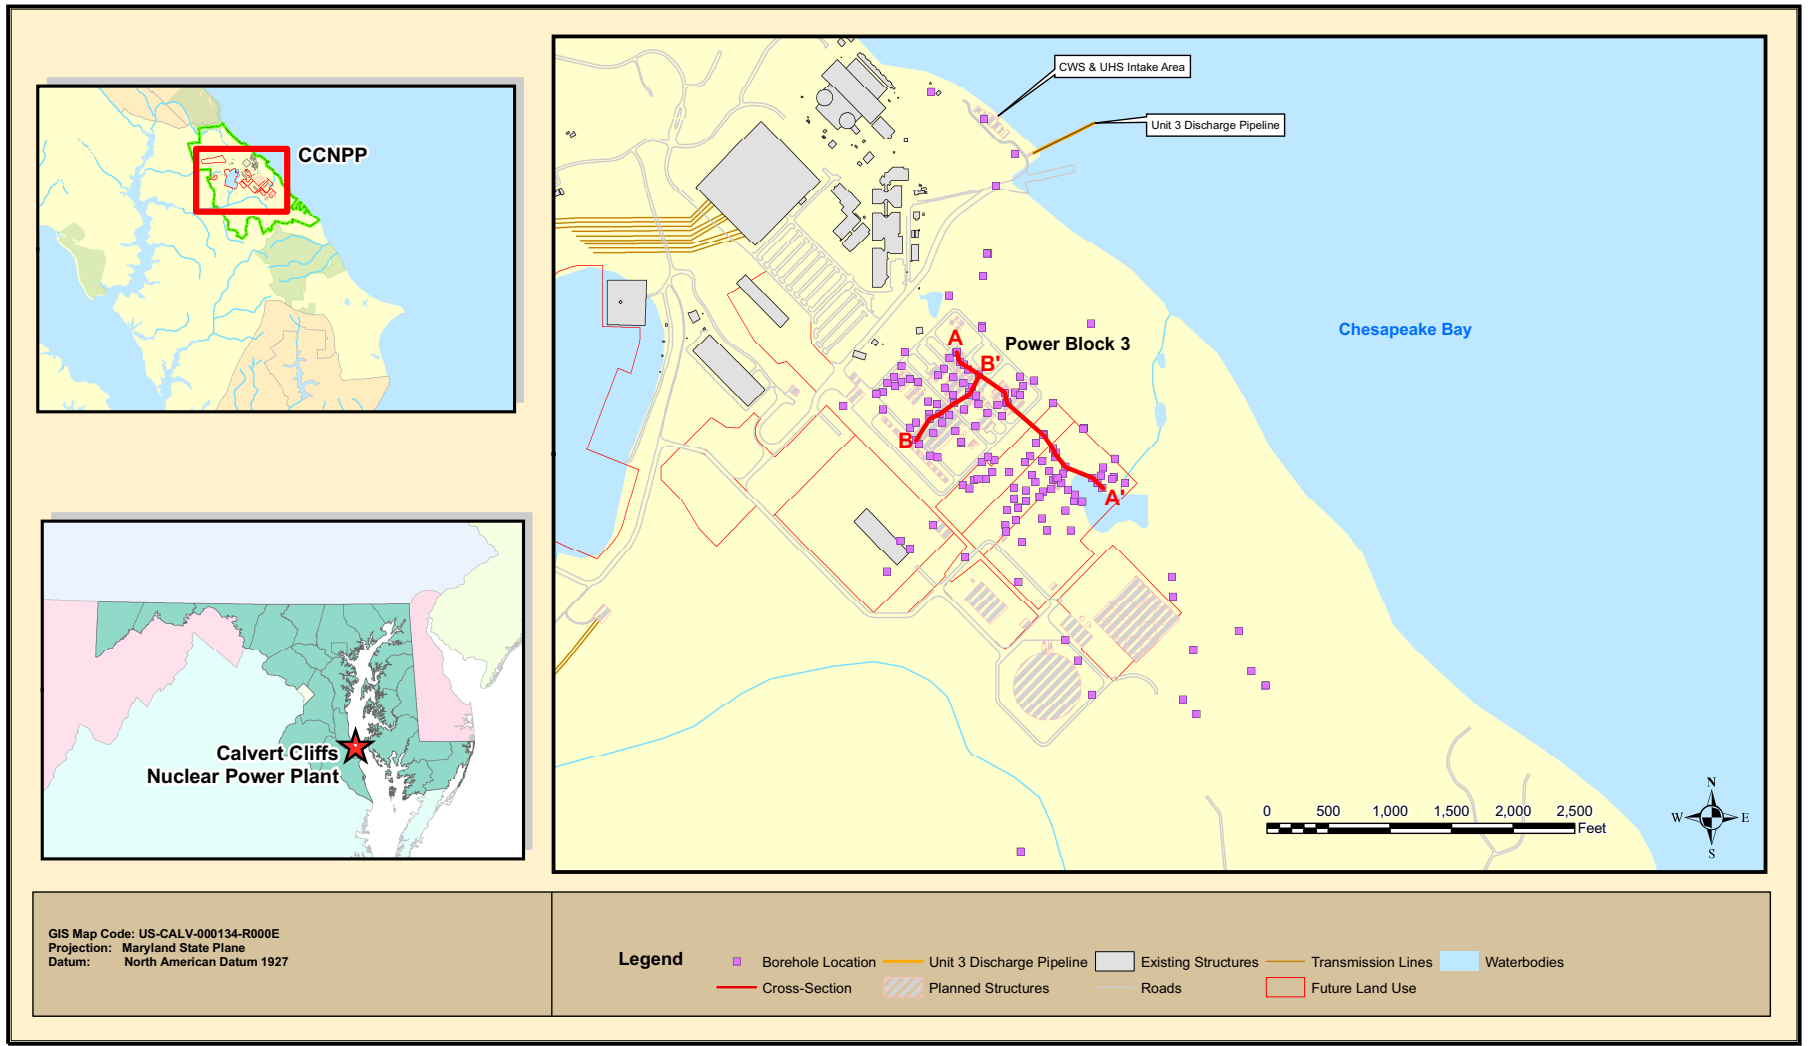 CCNPP
Calvert Cliffs
Nuclear Power Plant
CWS & UHS Intake Area
Unit 3 Discharge Pipeline
Chesapeake Bay
Power Block 3
A
B'
B
A'
N
W E
S
0 500 1,000 1,500 2,000 2,500
Feet
GIS Map Code: US-CALV-000134-R000E
Projection: Maryland State Plane
Datum: North American Datum 1927
Legend
Borehole Location
Unit 3 Discharge Pipeline
Existing Structures
Transmission Lines
Waterbodies
Cross-Section
Planned Structures
Roads
Future Land Use